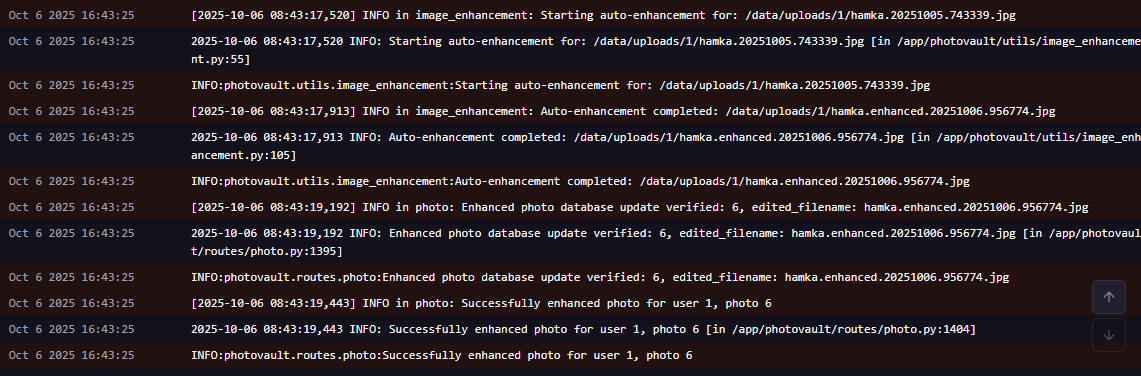 Oct 6 2025 16:43:25 [2025-10-06 08:43:17,520] INFO in image_enhancement: Starting auto-enhancement for: /data/uploads/1/hamka.20251005.743339.jpg
Oct 6 2025 16:43:25 2025-10-06 08:43:17,520 INFO: Starting auto-enhancement for: /data/uploads/1/hamka.20251005.743339.jpg [in /app/photovault/utils/image_enhanceme
nt.py:55]
Oct 6 2025 16:43:25 INFO:photovault.utils.image_enhancement:Starting auto-enhancement for: /data/uploads/1/hamka.20251005.743339.jpg
Oct 6 2025 16:43:25 [2025-10-06 08:43:17,913] INFO in image_enhancement: Auto-enhancement completed: /data/uploads/1/hamka.enhanced.20251006.956774.jpg
Oct 6 2025 16:43:25 2025-10-06 08:43:17,913 INFO: Auto-enhancement completed: /data/uploads/1/hamka.enhanced.20251006.956774.jpg [in /app/photovault/utils/image_enh
ancement.py:105]
Oct 6 2025 16:43:25 INFO:photovault.utils.image_enhancement:Auto-enhancement completed: /data/uploads/1/hamka.enhanced.20251006.956774.jpg
Oct 6 2025 16:43:25 [2025-10-06 08:43:19,192] INFO in photo: Enhanced photo database update verified: 6, edited_filename: hamka.enhanced.20251006.956774.jpg
Oct 6 2025 16:43:25 2025-10-06 08:43:19,192 INFO: Enhanced photo database update verified: 6, edited_filename: hamka.enhanced.20251006.956774.jpg [in /app/photovaul
t/routes/photo.py:1395]
Oct 6 2025 16:43:25 INFO:photovault.routes.photo:Enhanced photo database update verified: 6, edited_filename: hamka.enhanced.20251006.956774.jpg
Oct 6 2025 16:43:25 [2025-10-06 08:43:19,443] INFO in photo: Successfully enhanced photo for user 1, photo 6
Oct 6 2025 16:43:25 2025-10-06 08:43:19,443 INFO: Successfully enhanced photo for user 1, photo 6 [in /app/photovault/routes/photo.py:1404]
Oct 6 2025 16:43:25 INFO:photovault.routes.photo:Successfully enhanced photo for user 1, photo 6